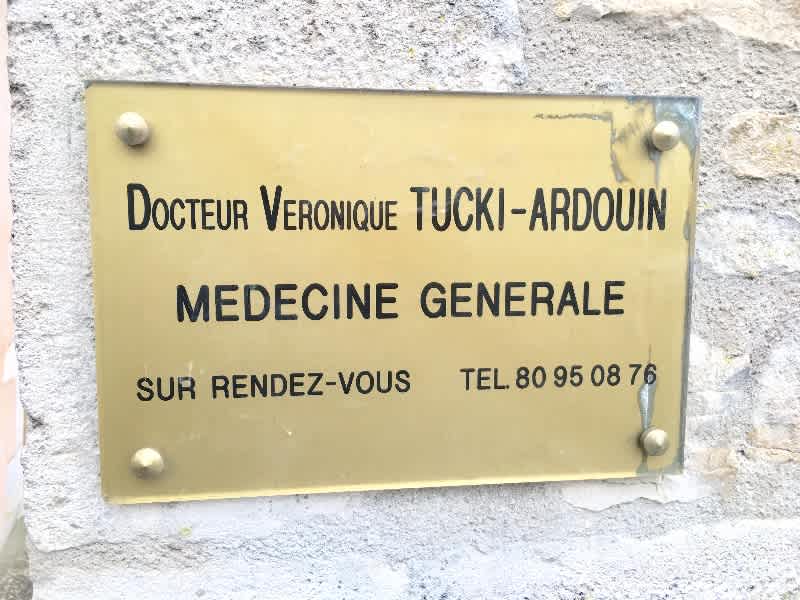 DOCTEUR VERONIQUE TUCKI-ARDOUIN
MEDECINE GENERALE
SUR RENDEZ-VOUS TEL. 80 95 08 76